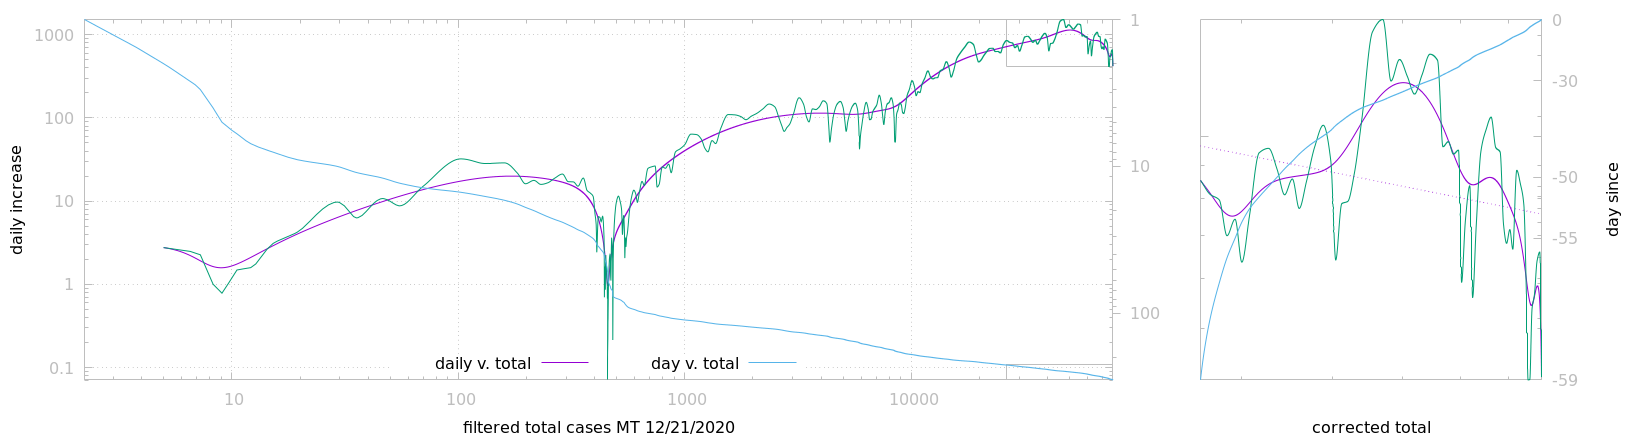 1000
100
10
1
0.1
daily increase
10
100
1000
10000
filtered total cases MT 12/21/2020
daily v. total
day v. total
1
10
100
0
-30
-50
-55
-59
day since
corrected total